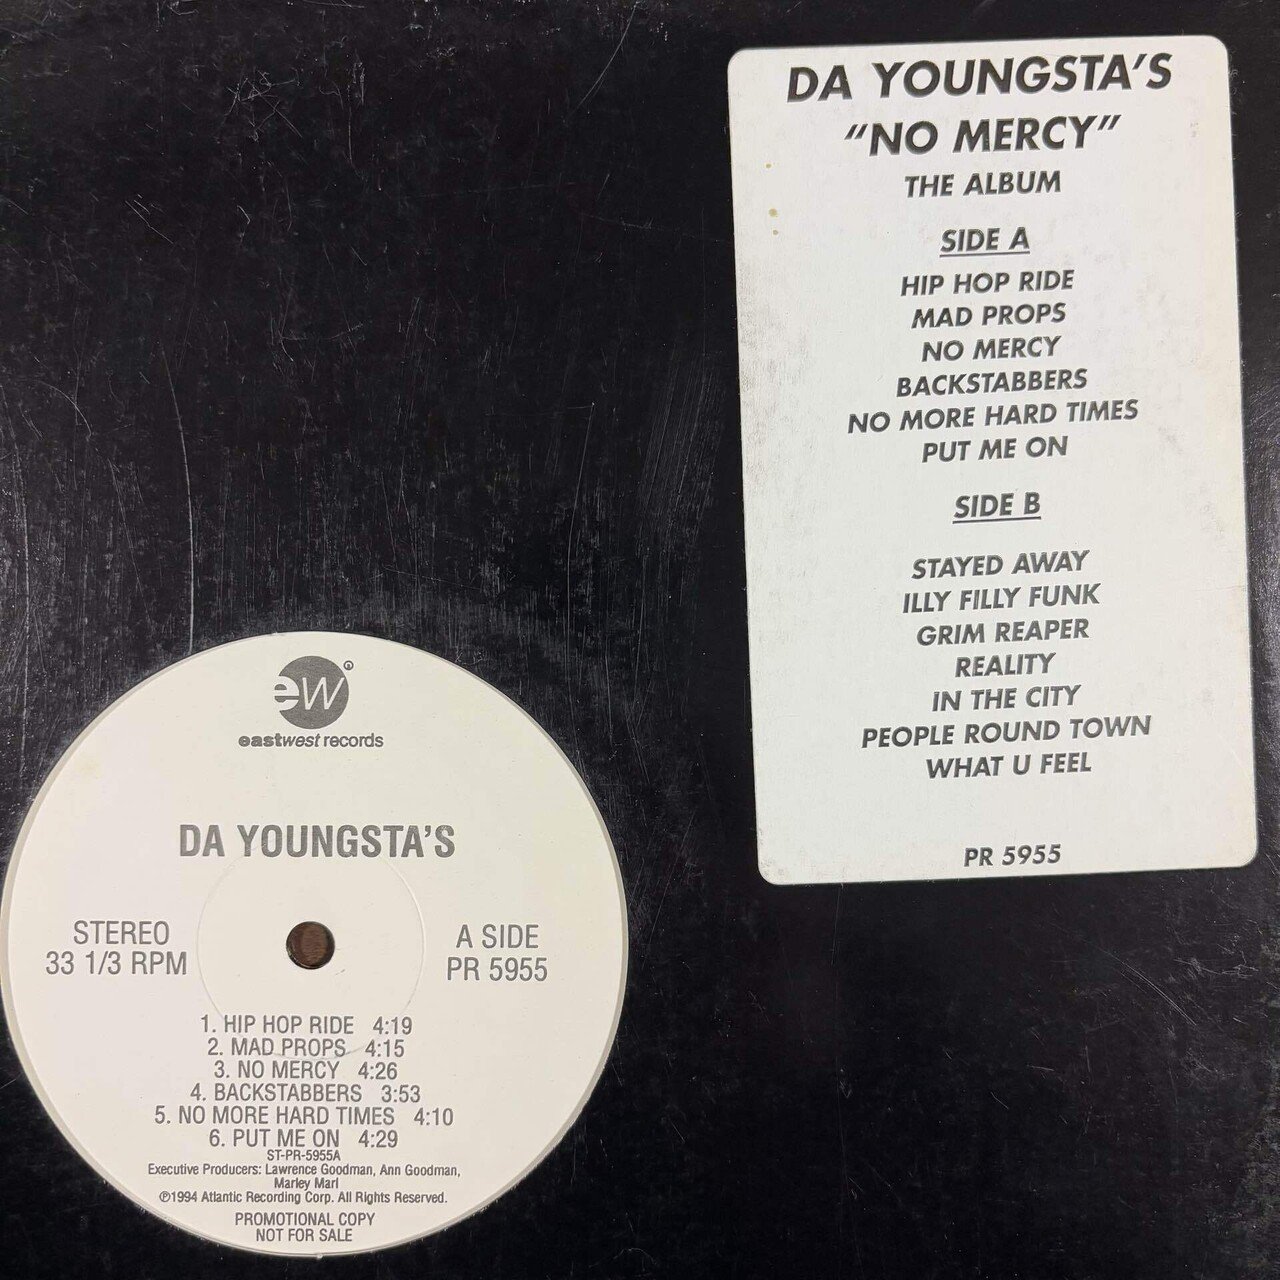 DA YOUNGSTA'S
"NO MERCY"
THE ALBUM
SIDE A
HIP HOP RIDE
MAD PROPS
NO MERCY
BACKSTABBERS
NO MORE HARD TIMES
PUT ME ON
SIDE B
STAYED AWAY
ILLY FILLY FUNK
GRIM REAPER
REALITY
IN THE CITY
PEOPLE ROUND TOWN
WHAT U FEEL
PR 5955
ew®
eastwest records
DA YOUNGSTA'S
STEREO
33 1/3 RPM
A SIDE
PR 5955
1. HIP HOP RIDE 4:19
2. MAD PROPS 4:15
3. NO MERCY 4:26
4. BACKSTABBERS 3:53
5. NO MORE HARD TIMES 4:10
6. PUT ME ON 4:29
ST-PR-5955A
Executive Producers: Lawrence Goodman, Ann Goodman,
Marley Marl
℗1994 Atlantic Recording Corp. All Rights Reserved.
PROMOTIONAL COPY
NOT FOR SALE